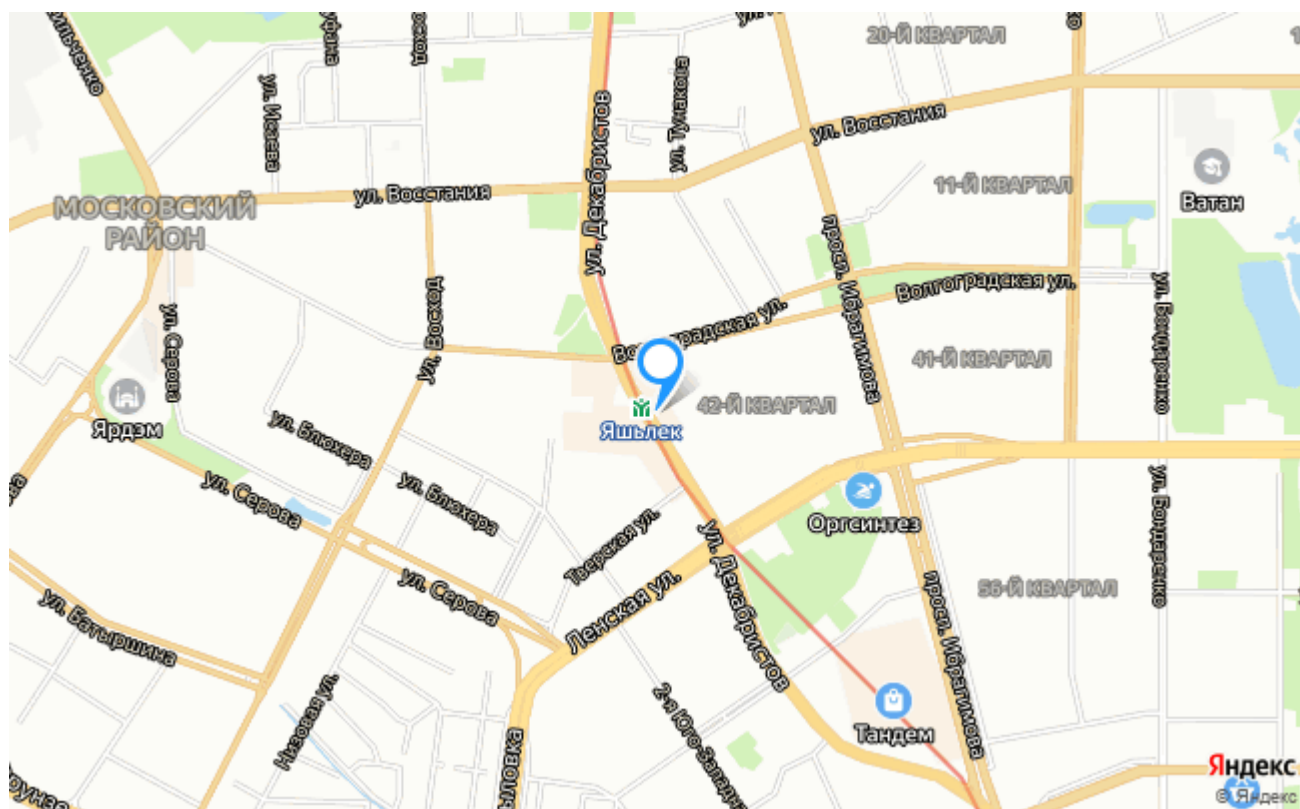 20-Й КВАРТАЛ
ул. Исаева
ул. Декабристов
ул. Тумакова
ул. Восстания
ул. Восстания
11-Й КВАРТАЛ
Ватан
МОСКОВСКИЙ
РАЙОН
просп. Ибрагимова
Волгоградская ул.
ул. Бондаренко
ул. Серова
ул. Восход
41-Й КВАРТАЛ
42-Й КВАРТАЛ
Ярдэм
Яшьлек
ул. Блюхера
ул. Блюхера
ул. Серова
Оргсинтез
ул. Бондаренко
Тверская ул.
ул. Декабристов
ул. Серова
Ленская ул.
56-Й КВАРТАЛ
просп. Ибрагимова
ул. Батыршина
Низовая ул.
Тандем
Яндекс
© Яндекс